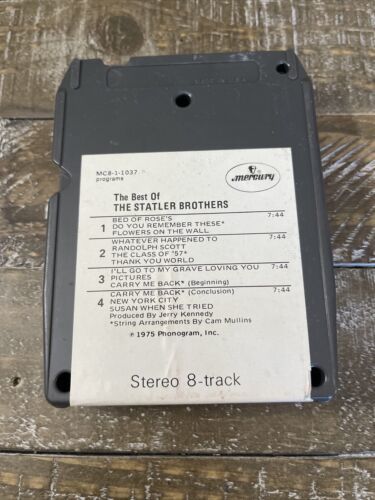 MC8-1-1037
programs
mercury
The Best Of
THE STATLER BROTHERS
1 BED OF ROSE'S 7:44
DO YOU REMEMBER THESE*
FLOWERS ON THE WALL
2 WHATEVER HAPPENED TO 7:44
RANDOLPH SCOTT
THE CLASS OF '57*
THANK YOU WORLD
3 I'LL GO TO MY GRAVE LOVING YOU 7:44
PICTURES
CARRY ME BACK* (Beginning)
4 CARRY ME BACK* (Conclusion) 7:44
NEW YORK CITY
SUSAN WHEN SHE TRIED
Produced By Jerry Kennedy
*String Arrangements By Cam Mullins
℗ 1975 Phonogram, Inc.
Stereo 8-track